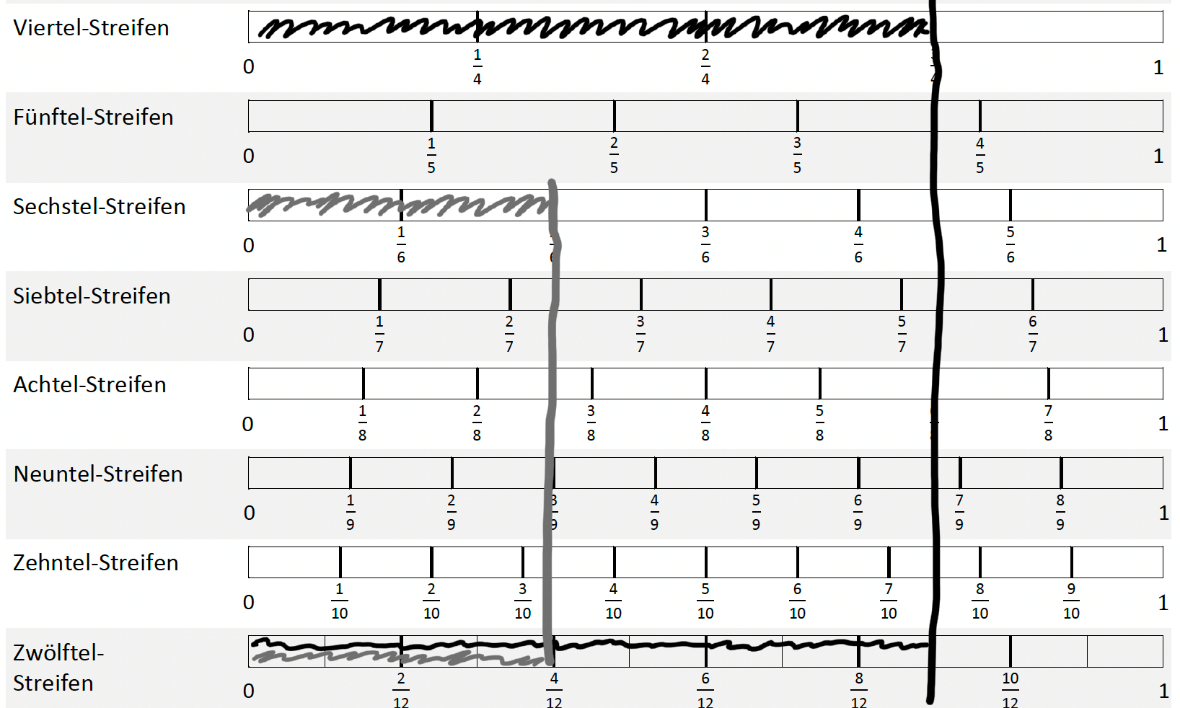 Viertel-Streifen
0 1/4 2/4 1
Fünftel-Streifen
0 1/5 2/5 3/5 4/5 1
Sechstel-Streifen
0 1/6 3/6 4/6 5/6 1
Siebtel-Streifen
0 1/7 2/7 3/7 4/7 5/7 6/7 1
Achtel-Streifen
0 1/8 2/8 3/8 4/8 5/8 7/8 1
Neuntel-Streifen
0 1/9 2/9 3/9 4/9 5/9 6/9 7/9 8/9 1
Zehntel-Streifen
0 1/10 2/10 3/10 4/10 5/10 6/10 7/10 8/10 9/10 1
Zwölftel-
Streifen
0 2/12 4/12 6/12 8/12 10/12 1